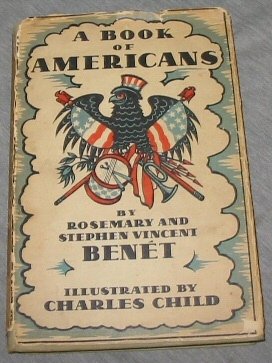 A BOOK
OF
AMERICANS
BY
ROSEMARY AND
STEPHEN VINCENT
BENÉT
ILLUSTRATED BY
CHARLES CHILD